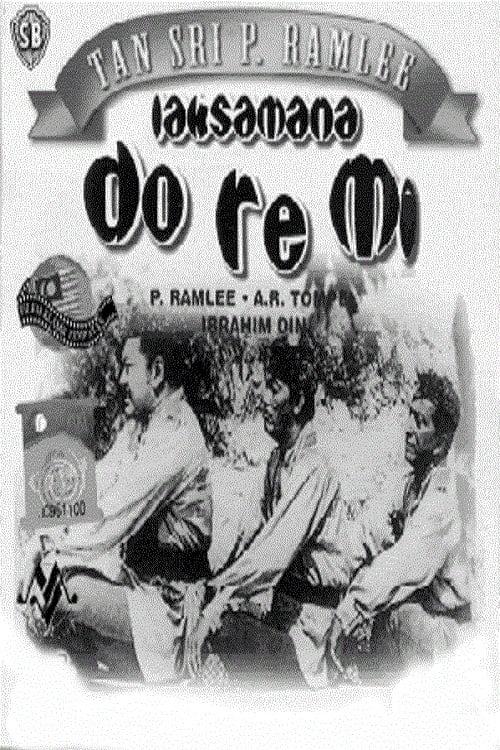 SB
TAN SRI P. RAMLEE
laksamana
do re mi
P. RAMLEE • A.R. TOMPEL
IBRAHIM DIN